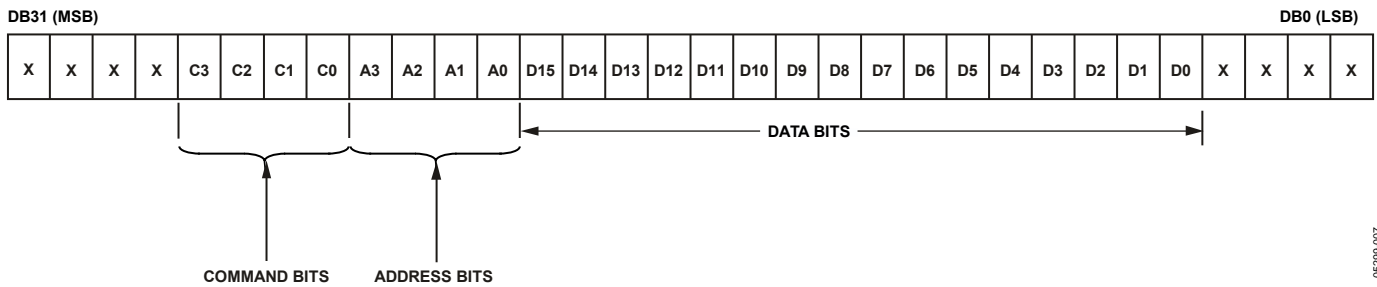 DB31 (MSB) DB0 (LSB)
X X X X C3 C2 C1 C0 A3 A2 A1 A0 D15 D14 D13 D12 D11 D10 D9 D8 D7 D6 D5 D4 D3 D2 D1 D0 X X X X
DATA BITS
COMMAND BITS ADDRESS BITS